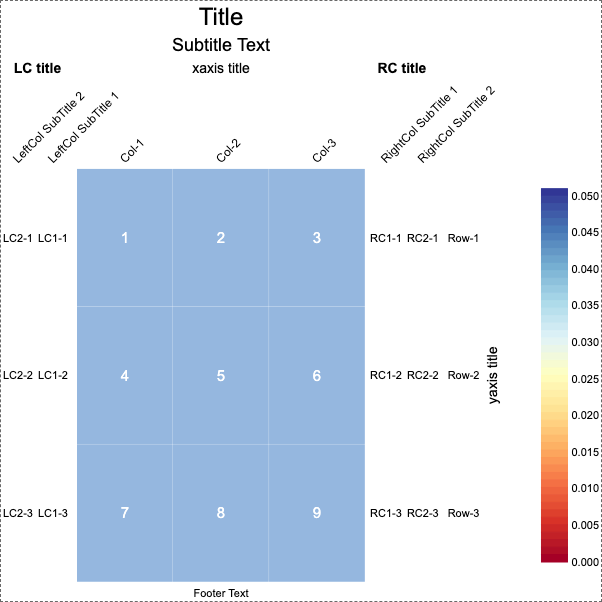 Title
Subtitle Text
LC title
xaxis title
RC title
LeftCol SubTitle 2
LeftCol SubTitle 1
Col-1
Col-2
Col-3
RightCol SubTitle 1
RightCol SubTitle 2
LC2-1 LC1-1 1 2 3 RC1-1 RC2-1 Row-1
LC2-2 LC1-2 4 5 6 RC1-2 RC2-2 Row-2
LC2-3 LC1-3 7 8 9 RC1-3 RC2-3 Row-3
yaxis title
0.050
0.045
0.040
0.035
0.030
0.025
0.020
0.015
0.010
0.005
0.000
Footer Text